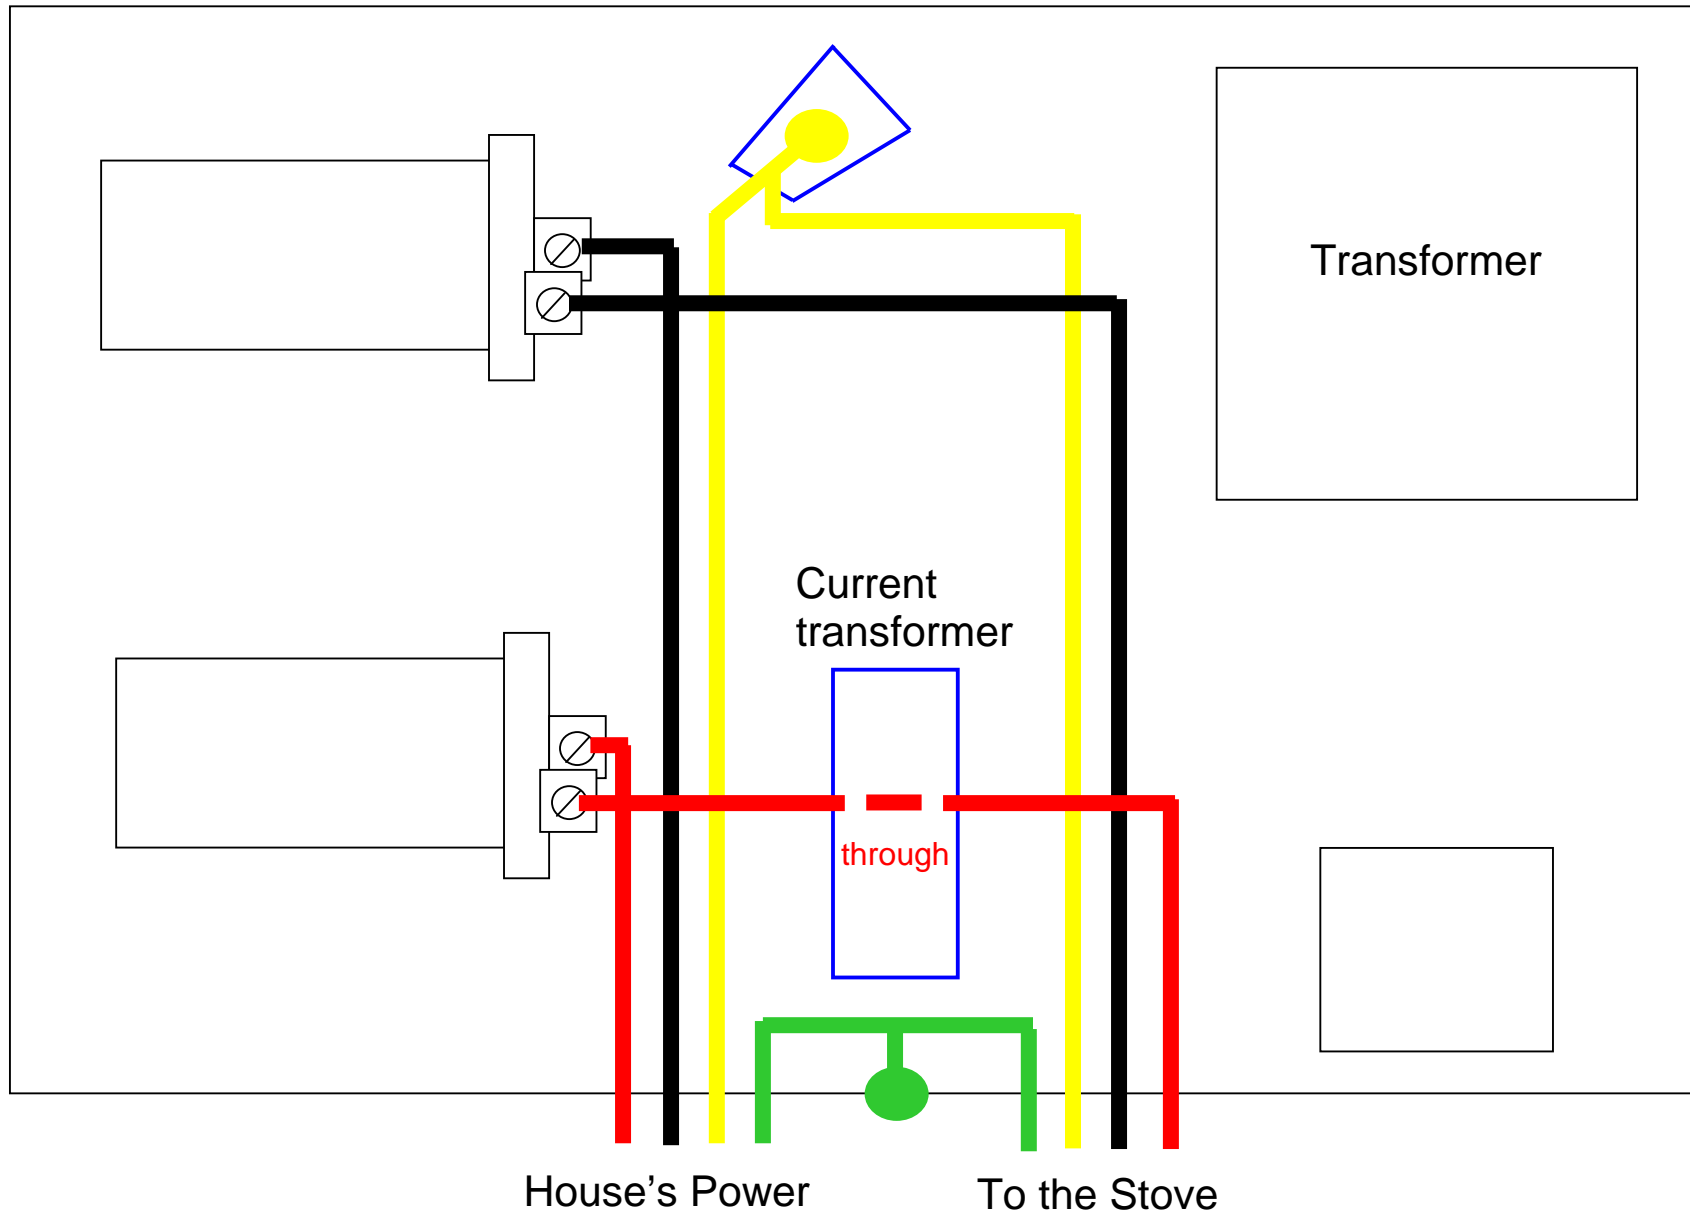 Transformer
Current
transformer
through
House’s Power
To the Stove